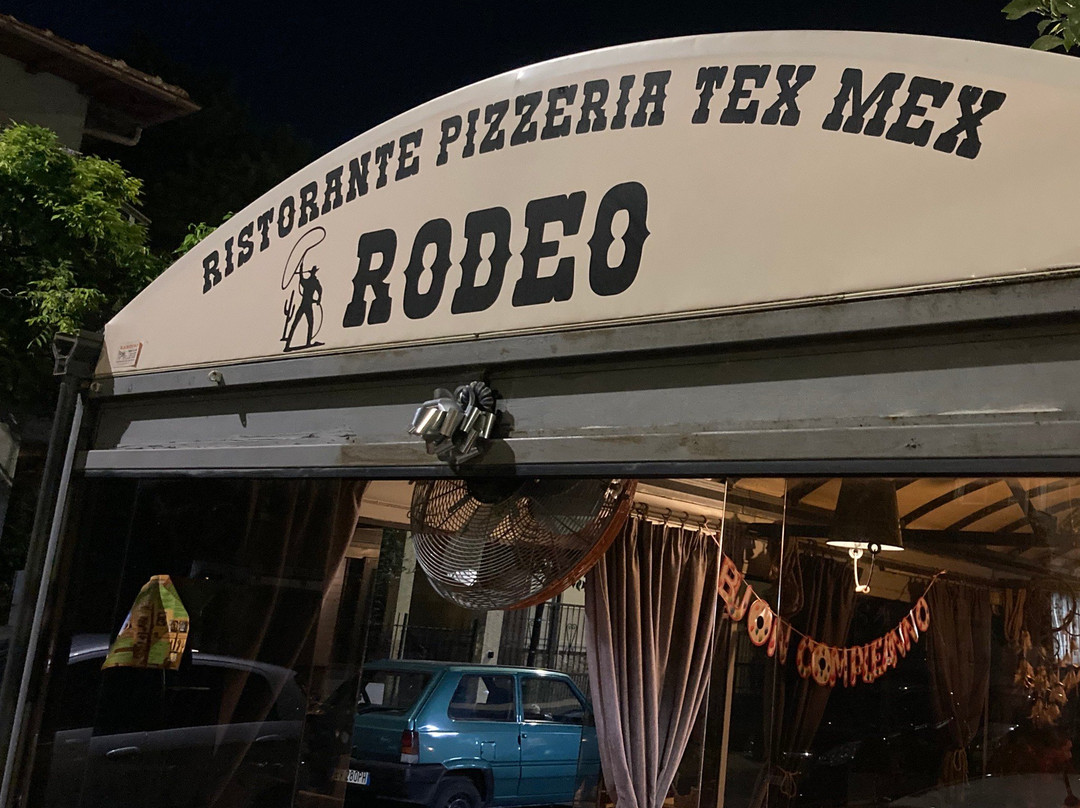 RISTORANTE PIZZERIA TEX MEX
RODEO
BUON COMPLEANNO